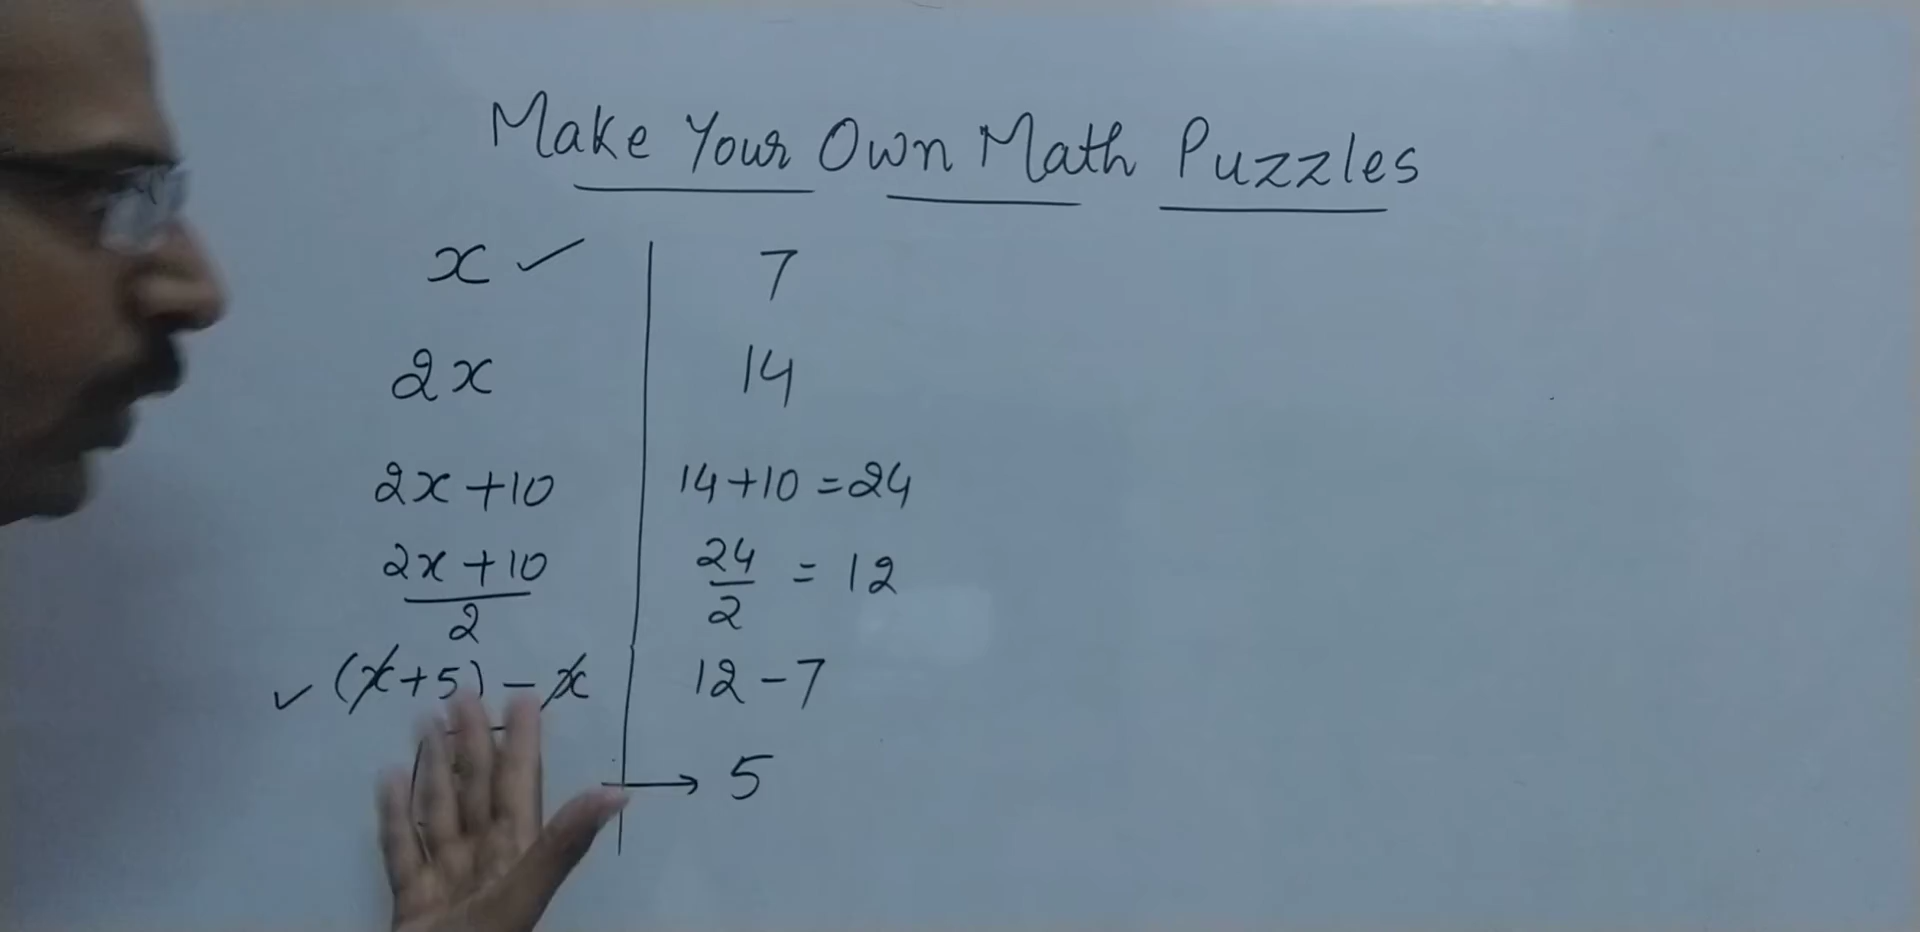 Make Your Own Math Puzzles
x ✓ 7
2x 14
2x+10 14+10=24
2x+10/2 24/2 = 12
✓ (x+5)-x 12-7
→ 5